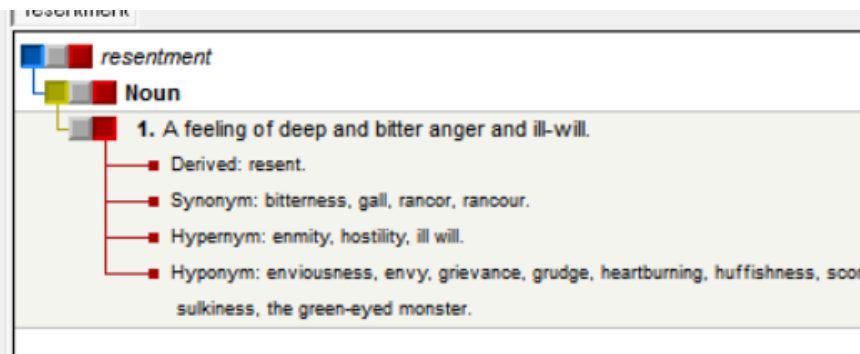 resentment
resentment
Noun
1. A feeling of deep and bitter anger and ill-will.
Derived: resent.
Synonym: bitterness, gall, rancor, rancour.
Hypernym: enmity, hostility, ill will.
Hyponym: enviousness, envy, grievance, grudge, heartburning, huffishness,
sulkiness, the green-eyed monster.